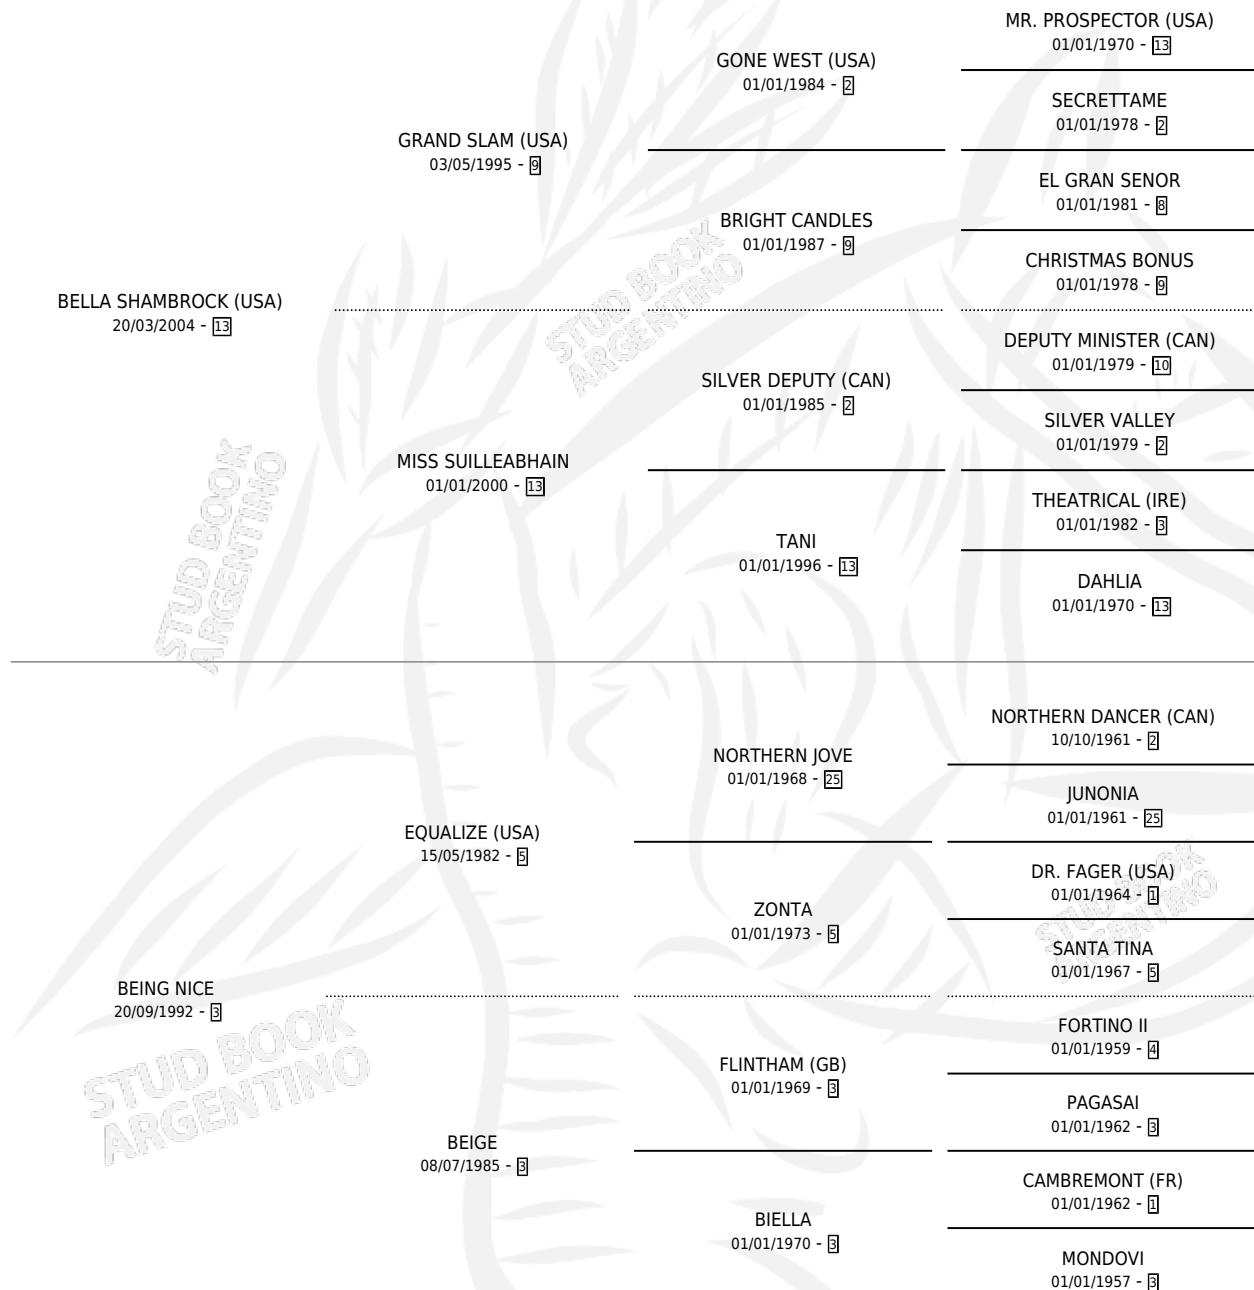 MR. PROSPECTOR (USA)
01/01/1970 - 13
GONE WEST (USA)
01/01/1984 - 2
SECRETTAME
01/01/1978 - 2
GRAND SLAM (USA)
03/05/1995 - 9
EL GRAN SENOR
01/01/1981 - 8
BRIGHT CANDLES
01/01/1987 - 9
CHRISTMAS BONUS
01/01/1978 - 9
BELLA SHAMBROCK (USA)
20/03/2004 - 13
DEPUTY MINISTER (CAN)
01/01/1979 - 10
SILVER DEPUTY (CAN)
01/01/1985 - 2
SILVER VALLEY
01/01/1979 - 2
MISS SUILLEABHAIN
01/01/2000 - 13
THEATRICAL (IRE)
01/01/1982 - 3
TANI
01/01/1996 - 13
DAHLIA
01/01/1970 - 13
NORTHERN DANCER (CAN)
10/10/1961 - 2
NORTHERN JOVE
01/01/1968 - 25
JUNONIA
01/01/1961 - 25
EQUALIZE (USA)
15/05/1982 - 5
DR. FAGER (USA)
01/01/1964 - 1
ZONTA
01/01/1973 - 5
SANTA TINA
01/01/1967 - 5
BEING NICE
20/09/1992 - 3
FORTINO II
01/01/1959 - 4
FLINTHAM (GB)
01/01/1969 - 3
PAGASAI
01/01/1962 - 3
BEIGE
08/07/1985 - 3
CAMBREMONT (FR)
01/01/1962 - 1
BIELLA
01/01/1970 - 3
MONDOVI
01/01/1957 - 3
STUD BOOK
ARGENTINO
STUD BOOK
ARGENTINO
STUD BOOK
ARGENTINO
STUD BOOK
ARGENTINO